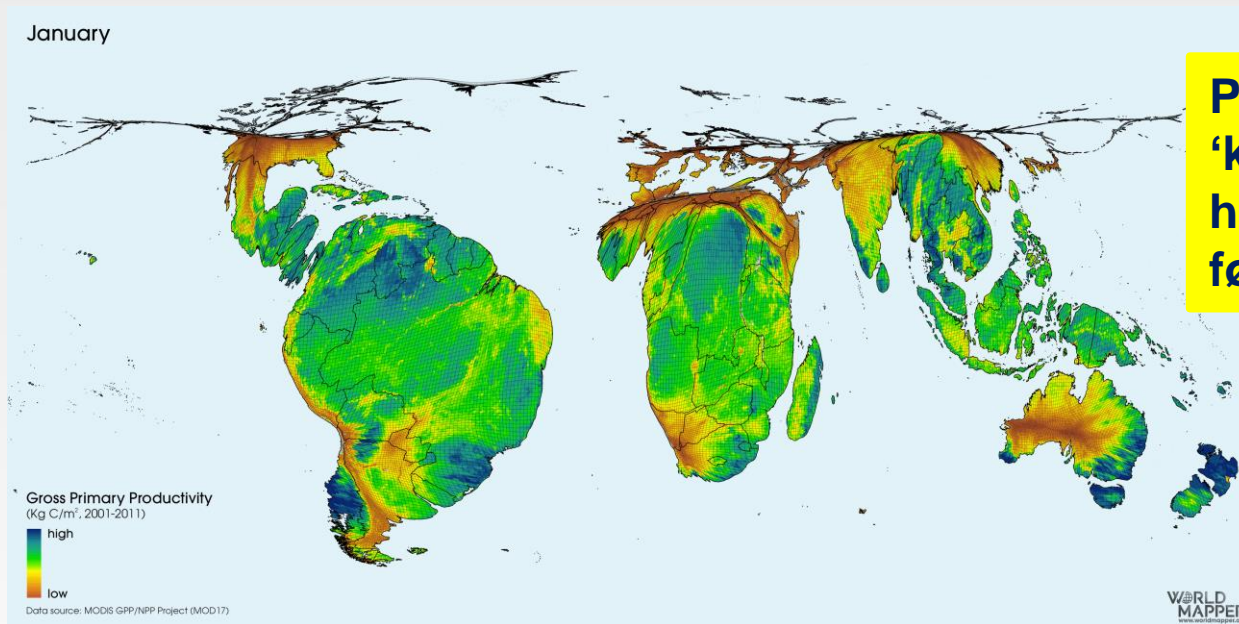 January
Gross Primary Productivity
(Kg C/m², 2001-2011)
high
low
Data source: MODIS GPP/NPP Project (MOD17)
WORLD
MAPPER